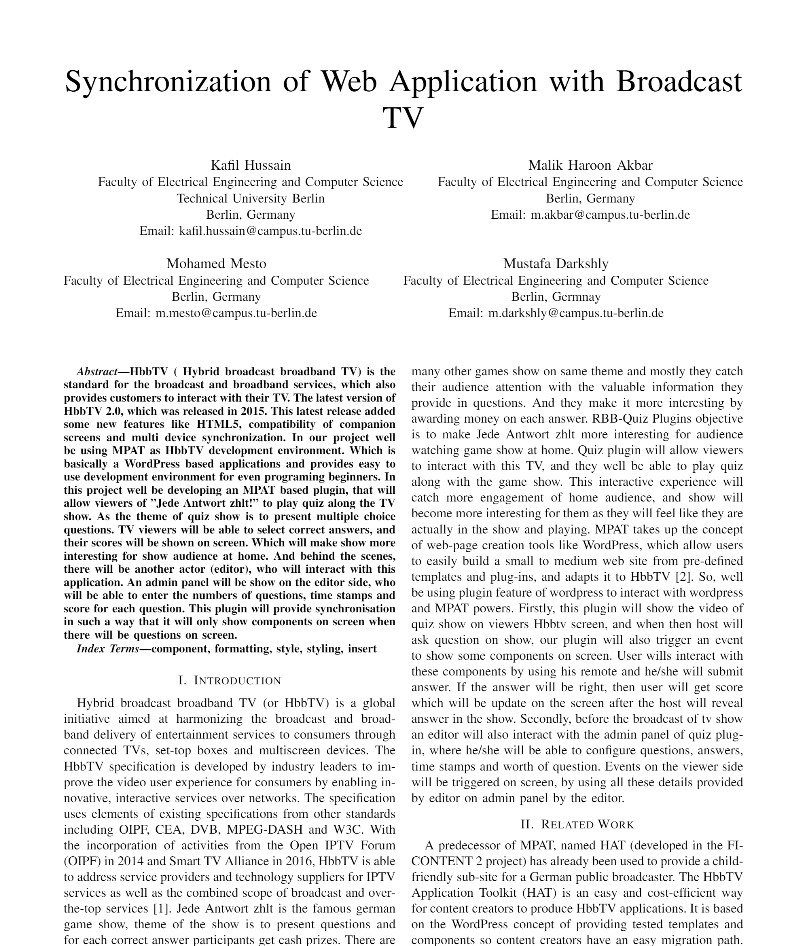 Synchronization of Web Application with Broadcast
TV
Kafil Hussain
Faculty of Electrical Engineering and Computer Science
Technical University Berlin
Berlin, Germany
Email: kafil.hussain@campus.tu-berlin.de
Malik Haroon Akbar
Faculty of Electrical Engineering and Computer Science
Berlin, Germany
Email: m.akbar@campus.tu-berlin.de
Mohamed Mesto
Faculty of Electrical Engineering and Computer Science
Berlin, Germany
Email: m.mesto@campus.tu-berlin.de
Mustafa Darkshly
Faculty of Electrical Engineering and Computer Science
Berlin, Germnay
Email: m.darkshly@campus.tu-berlin.de
Abstract—HbbTV ( Hybrid broadcast broadband TV) is the
standard for the broadcast and broadband services, which also
provides customers to interact with their TV. The latest version of
HbbTV 2.0, which was released in 2015. This latest release added
some new features like HTML5, compatibility of companion
screens and multi device synchronization. In our project well
be using MPAT as HbbTV development environment. Which is
basically a WordPress based applications and provides easy to
use development environment for even programing beginners. In
this project well be developing an MPAT based plugin, that will
allow viewers of ”Jede Antwort zhlt!” to play quiz along the TV
show. As the theme of quiz show is to present multiple choice
questions. TV viewers will be able to select correct answers, and
their scores will be shown on screen. Which will make show more
interesting for show audience at home. And behind the scenes,
there will be another actor (editor), who will interact with this
application. An admin panel will be show on the editor side, who
will be able to enter the numbers of questions, time stamps and
score for each question. This plugin will provide synchronisation
in such a way that it will only show components on screen when
there will be questions on screen.
Index Terms—component, formatting, style, styling, insert
I. Introduction
Hybrid broadcast broadband TV (or HbbTV) is a global
initiative aimed at harmonizing the broadcast and broad-
band delivery of entertainment services to consumers through
connected TVs, set-top boxes and multiscreen devices. The
HbbTV specification is developed by industry leaders to im-
prove the video user experience for consumers by enabling in-
novative, interactive services over networks. The specification
uses elements of existing specifications from other standards
including OIPF, CEA, DVB, MPEG-DASH and W3C. With
the incorporation of activities from the Open IPTV Forum
(OIPF) in 2014 and Smart TV Alliance in 2016, HbbTV is able
to address service providers and technology suppliers for IPTV
services as well as the combined scope of broadcast and over-
the-top services [1]. Jede Antwort zhlt is the famous german
game show, theme of the show is to present questions and
for each correct answer participants get cash prizes. There are
many other games show on same theme and mostly they catch
their audience attention with the valuable information they
provide in questions. And they make it more interesting by
awarding money on each answer. RBB-Quiz Plugins objective
is to make Jede Antwort zhlt more interesting for audience
watching game show at home. Quiz plugin will allow viewers
to interact with this TV, and they well be able to play quiz
along with the game show. This interactive experience will
catch more engagement of home audience, and show will
become more interesting for them as they will feel like they are
actually in the show and playing. MPAT takes up the concept
of web-page creation tools like WordPress, which allow users
to easily build a small to medium web site from pre-defined
templates and plug-ins, and adapts it to HbbTV [2]. So, well
be using plugin feature of wordpress to interact with wordpress
and MPAT powers. Firstly, this plugin will show the video of
quiz show on viewers Hbbtv screen, and when then host will
ask question on show, our plugin will also trigger an event
to show some components on screen. User wills interact with
these components by using his remote and he/she will submit
answer. If the answer will be right, then user will get score
which will be update on the screen after the host will reveal
answer in the show. Secondly, before the broadcast of tv show
an editor will also interact with the admin panel of quiz plug-
in, where he/she will be able to configure questions, answers,
time stamps and worth of question. Events on the viewer side
will be triggered on screen, by using all these details provided
by editor on admin panel by the editor.
II. Related Work
A predecessor of MPAT, named HAT (developed in the FI-
CONTENT 2 project) has already been used to provide a child-
friendly sub-site for a German public broadcaster. The HbbTV
Application Toolkit (HAT) is an easy and cost-efficient way
for content creators to produce HbbTV applications. It is based
on the WordPress concept of providing tested templates and
components so content creators have an easy migration path.